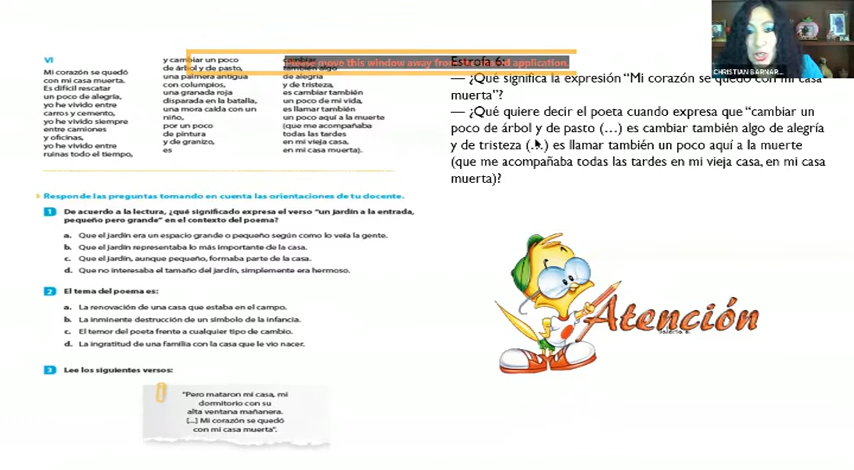 VI
Mi corazón se quedó
con mi casa muerta.
Es difícil rescatar
un poco de alegría,
yo he vivido entre
carros y cemento,
yo he vivido siempre
entre camiones
y oficinas,
yo he vivido entre
ruinas todo el tiempo,
y cambiar un poco
de árbol y de pasto,
una palmera antigua
con columpios,
una granada roja
disparada en la batalla,
una mora caída con un
niño,
por un poco
de pintura
y de granizo,
es
cambiar
también algo
de alegría
y de tristeza,
es cambiar también
un poco de mi vida,
es llamar también
un poco aquí a la muerte
(que me acompañaba
todas las tardes
en mi vieja casa,
en mi casa muerta).
Please move this window away from application.
Responde las preguntas tomando en cuenta las orientaciones de tu docente.
1 De acuerdo a la lectura, ¿qué significado expresa el verso "un jardín a la entrada,
pequeño pero grande" en el contexto del poema?
a. Que el jardín era un espacio grande o pequeño según como lo veía la gente.
b. Que el jardín representaba lo más importante de la casa.
c. Que el jardín, aunque pequeño, formaba parte de la casa.
d. Que no interesaba el tamaño del jardín, simplemente era hermoso.
2 El tema del poema es:
a. La renovación de una casa que estaba en el campo.
b. La inminente destrucción de un símbolo de la infancia.
c. El temor del poeta frente a cualquier tipo de cambio.
d. La ingratitud de una familia con la casa que le vio nacer.
3 Lee los siguientes versos:
"Pero mataron mi casa, mi
dormitorio con su
alta ventana mañanera.
[...] Mi corazón se quedó
con mi casa muerta".
Estrofa 6:
— ¿Qué significa la expresión "Mi corazón se quedó con mi casa
muerta"?
— ¿Qué quiere decir el poeta cuando expresa que "cambiar un
poco de árbol y de pasto (…) es cambiar también algo de alegría
y de tristeza (…) es llamar también un poco aquí a la muerte
(que me acompañaba todas las tardes en mi vieja casa, en mi casa
muerta)?
Atención
CHRISTIAN BARNAR...